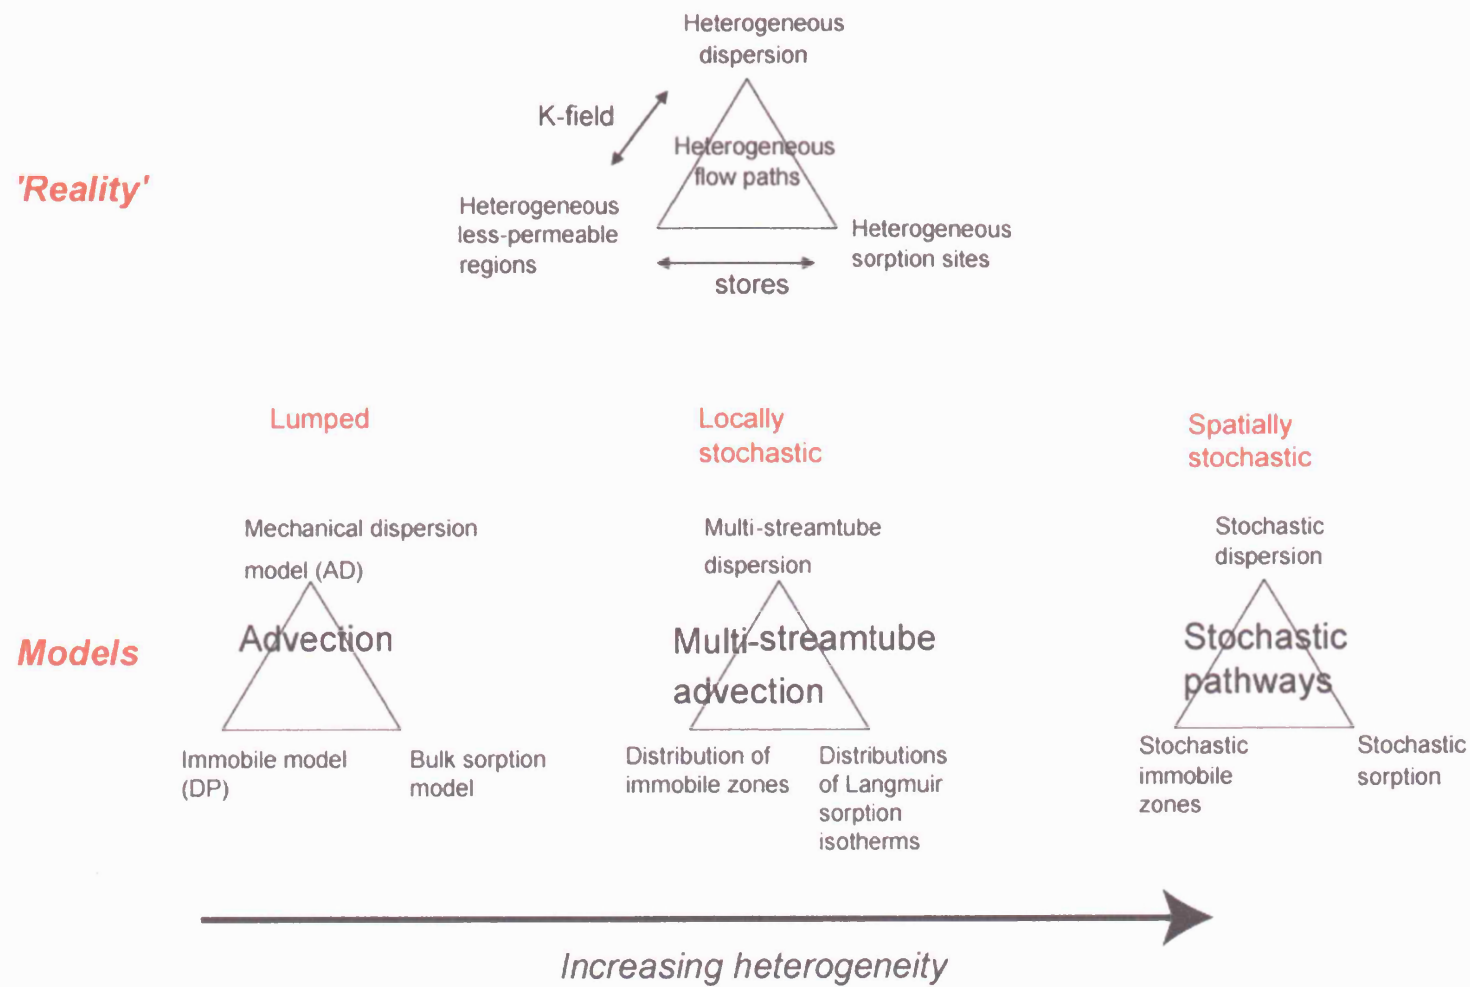 Heterogeneous
dispersion
K-field
Heterogeneous
flow paths
'Reality'
Heterogeneous
less-permeable
regions
Heterogeneous
sorption sites
stores
Lumped
Locally
stochastic
Spatially
stochastic
Mechanical dispersion
model (AD)
Multi-streamtube
dispersion
Stochastic
dispersion
Models
Advection
Multi-streamtube
advection
Stochastic
pathways
Immobile model
(DP)
Bulk sorption
model
Distribution of
immobile zones
Distributions
of Langmuir
sorption
isotherms
Stochastic
immobile
zones
Stochastic
sorption
Increasing heterogeneity